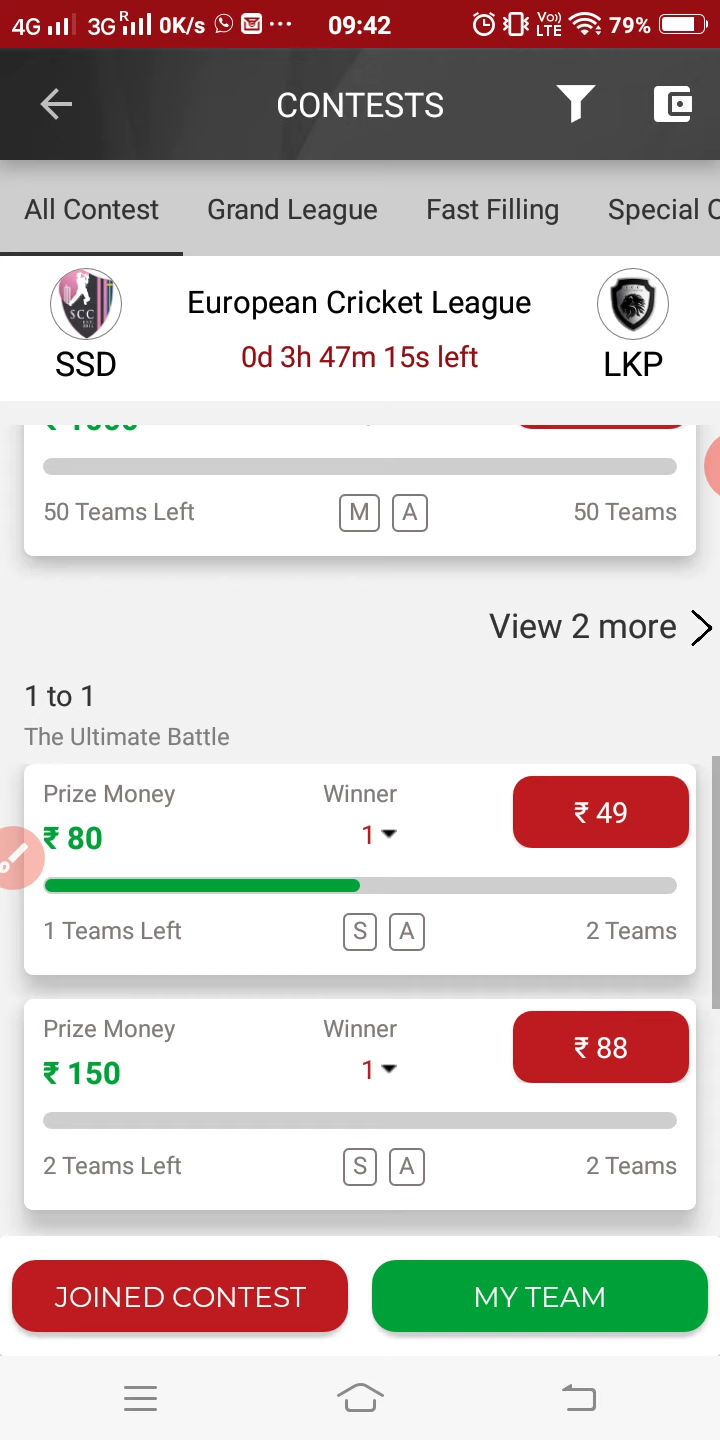 4G 3G R 0K/s ... 09:42 Vo)) LTE 79%
CONTESTS
All Contest Grand League Fast Filling Special
SCC
European Cricket League
SSD 0d 3h 47m 15s left LKP
50 Teams Left M A 50 Teams
View 2 more
1 to 1
The Ultimate Battle
Prize Money Winner ₹ 49
₹ 80 1
1 Teams Left S A 2 Teams
Prize Money Winner ₹ 88
₹ 150 1
2 Teams Left S A 2 Teams
JOINED CONTEST MY TEAM